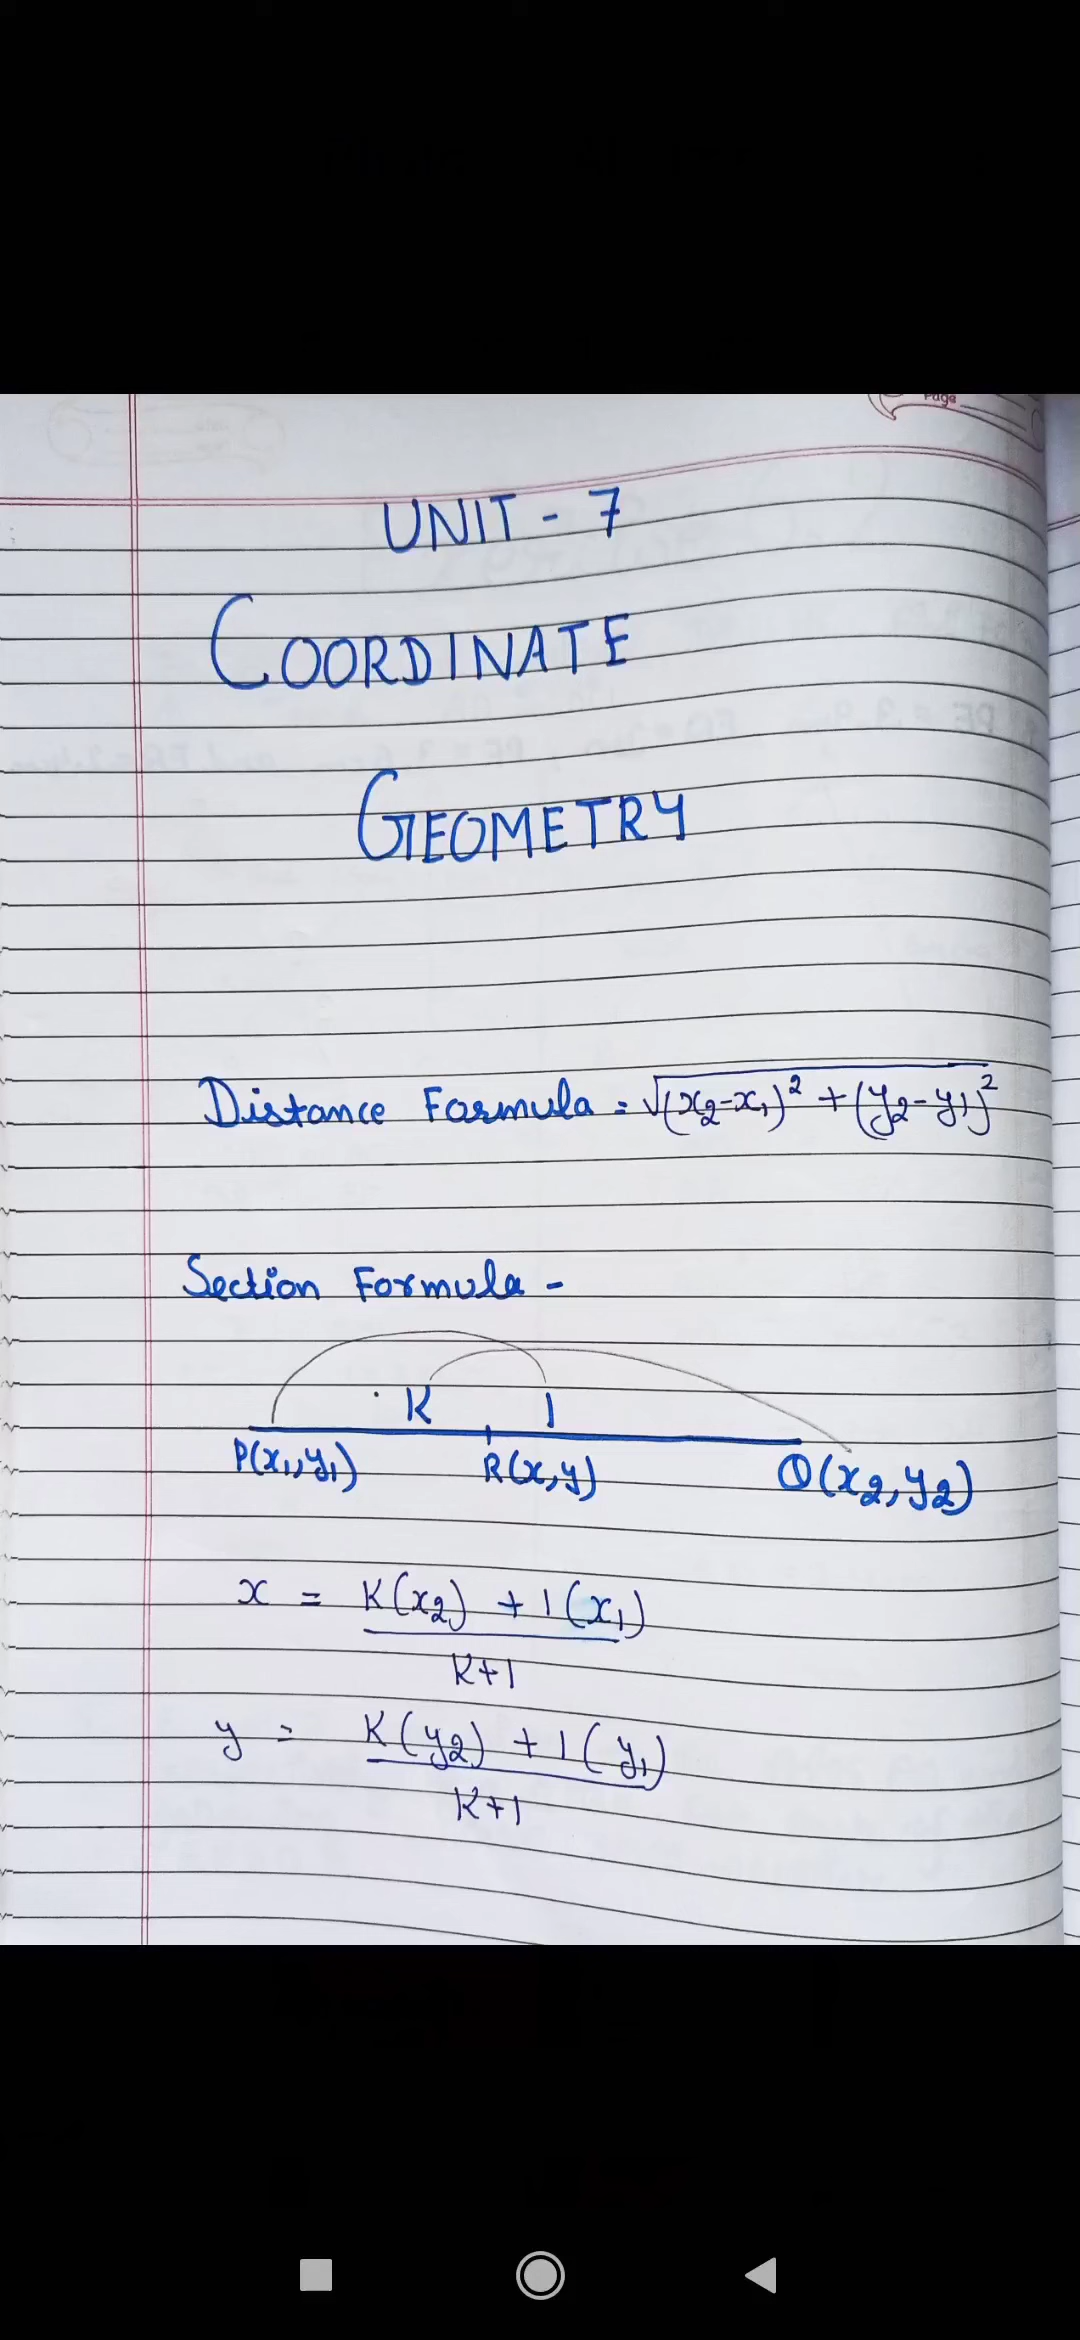 Page
UNIT - 7
COORDINATE
GEOMETRY
Distance Formula = √(x₂-x₁)² + (y₂-y₁)²
Section Formula -
K 1
P(x₁,y₁) R(x,y) Q(x₂,y₂)
x = K(x₂) + 1(x₁)
K+1
y = K(y₂) + 1(y₁)
K+1